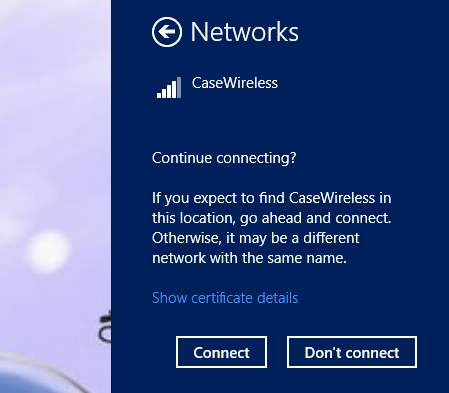 Networks
CaseWireless
Continue connecting?
If you expect to find CaseWireless in
this location, go ahead and connect.
Otherwise, it may be a different
network with the same name.
Show certificate details
Connect
Don't connect